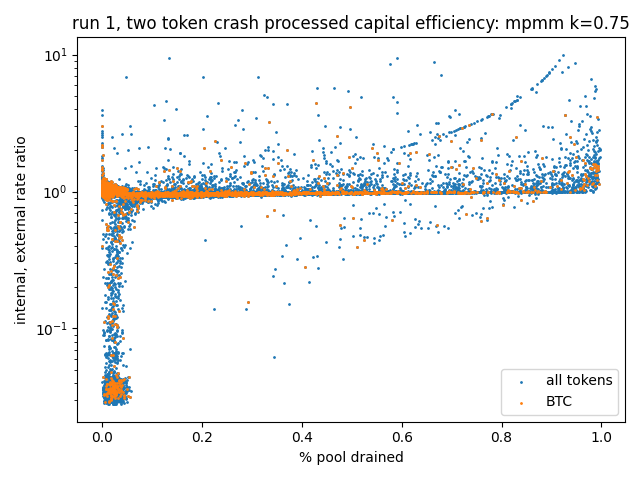 run 1, two token crash processed capital efficiency: mpmm k=0.75
internal, external rate ratio
10¹
10⁰
10⁻¹
0.0 0.2 0.4 0.6 0.8 1.0
% pool drained
all tokens
BTC